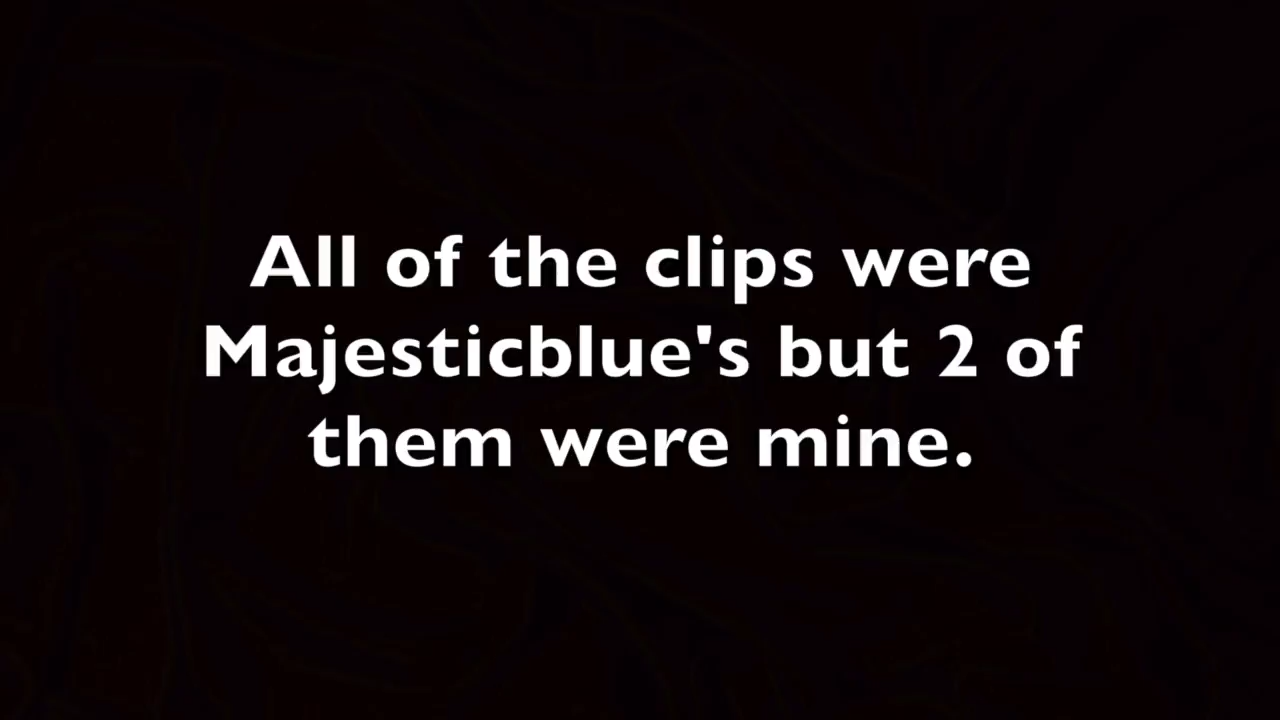 All of the clips were
Majesticblue's but 2 of
them were mine.